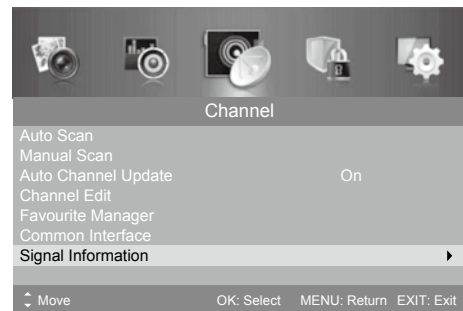 Channel
Auto Scan
Manual Scan
Auto Channel Update On
Channel Edit
Favourite Manager
Common Interface
Signal Information
Move OK: Select MENU: Return EXIT: Exit